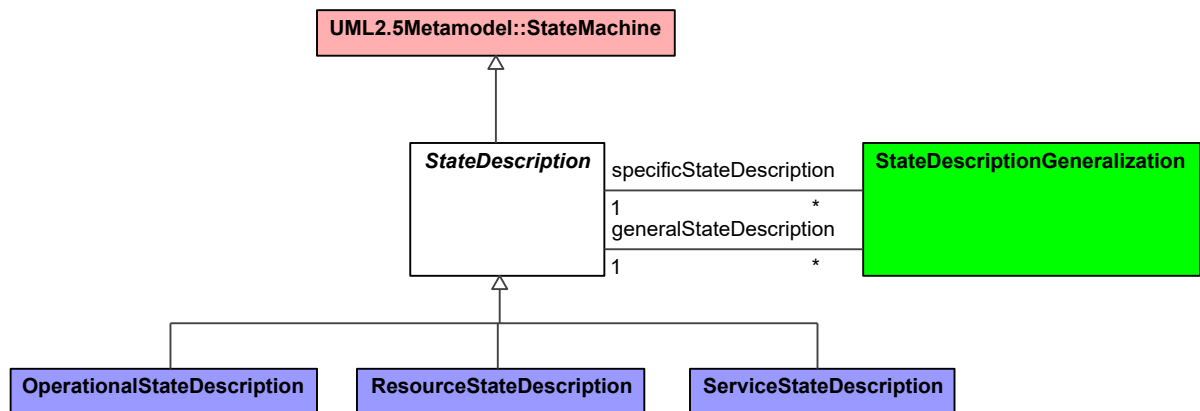 UML2.5Metamodel::StateMachine
StateDescription
StateDescriptionGeneralization
specificStateDescription
1 *
generalStateDescription
1 *
OperationalStateDescription
ResourceStateDescription
ServiceStateDescription